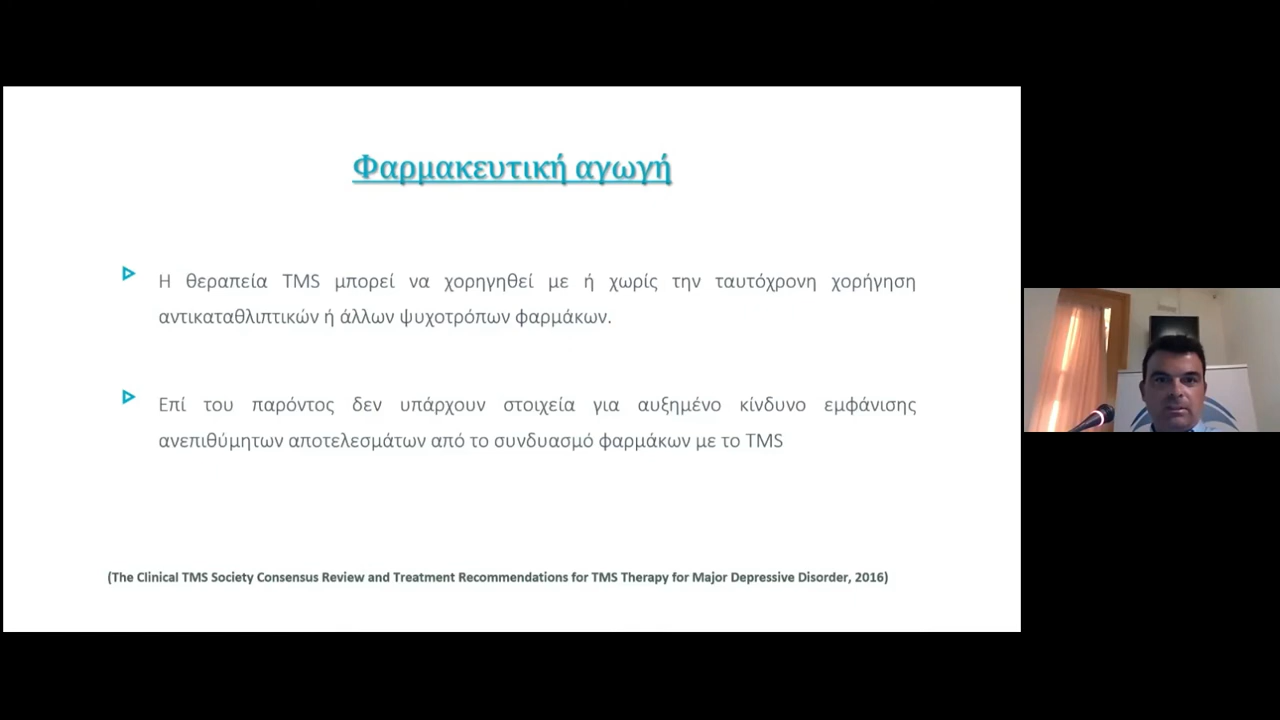 Φαρμακευτική αγωγή
Η θεραπεία TMS μπορεί να χορηγηθεί με ή χωρίς την ταυτόχρονη χορήγηση
αντικαταθλιπτικών ή άλλων ψυχοτρόπων φαρμάκων.
Επί του παρόντος δεν υπάρχουν στοιχεία για αυξημένο κίνδυνο εμφάνισης
ανεπιθύμητων αποτελεσμάτων από το συνδυασμό φαρμάκων με το TMS
(The Clinical TMS Society Consensus Review and Treatment Recommendations for TMS Therapy for Major Depressive Disorder, 2016)